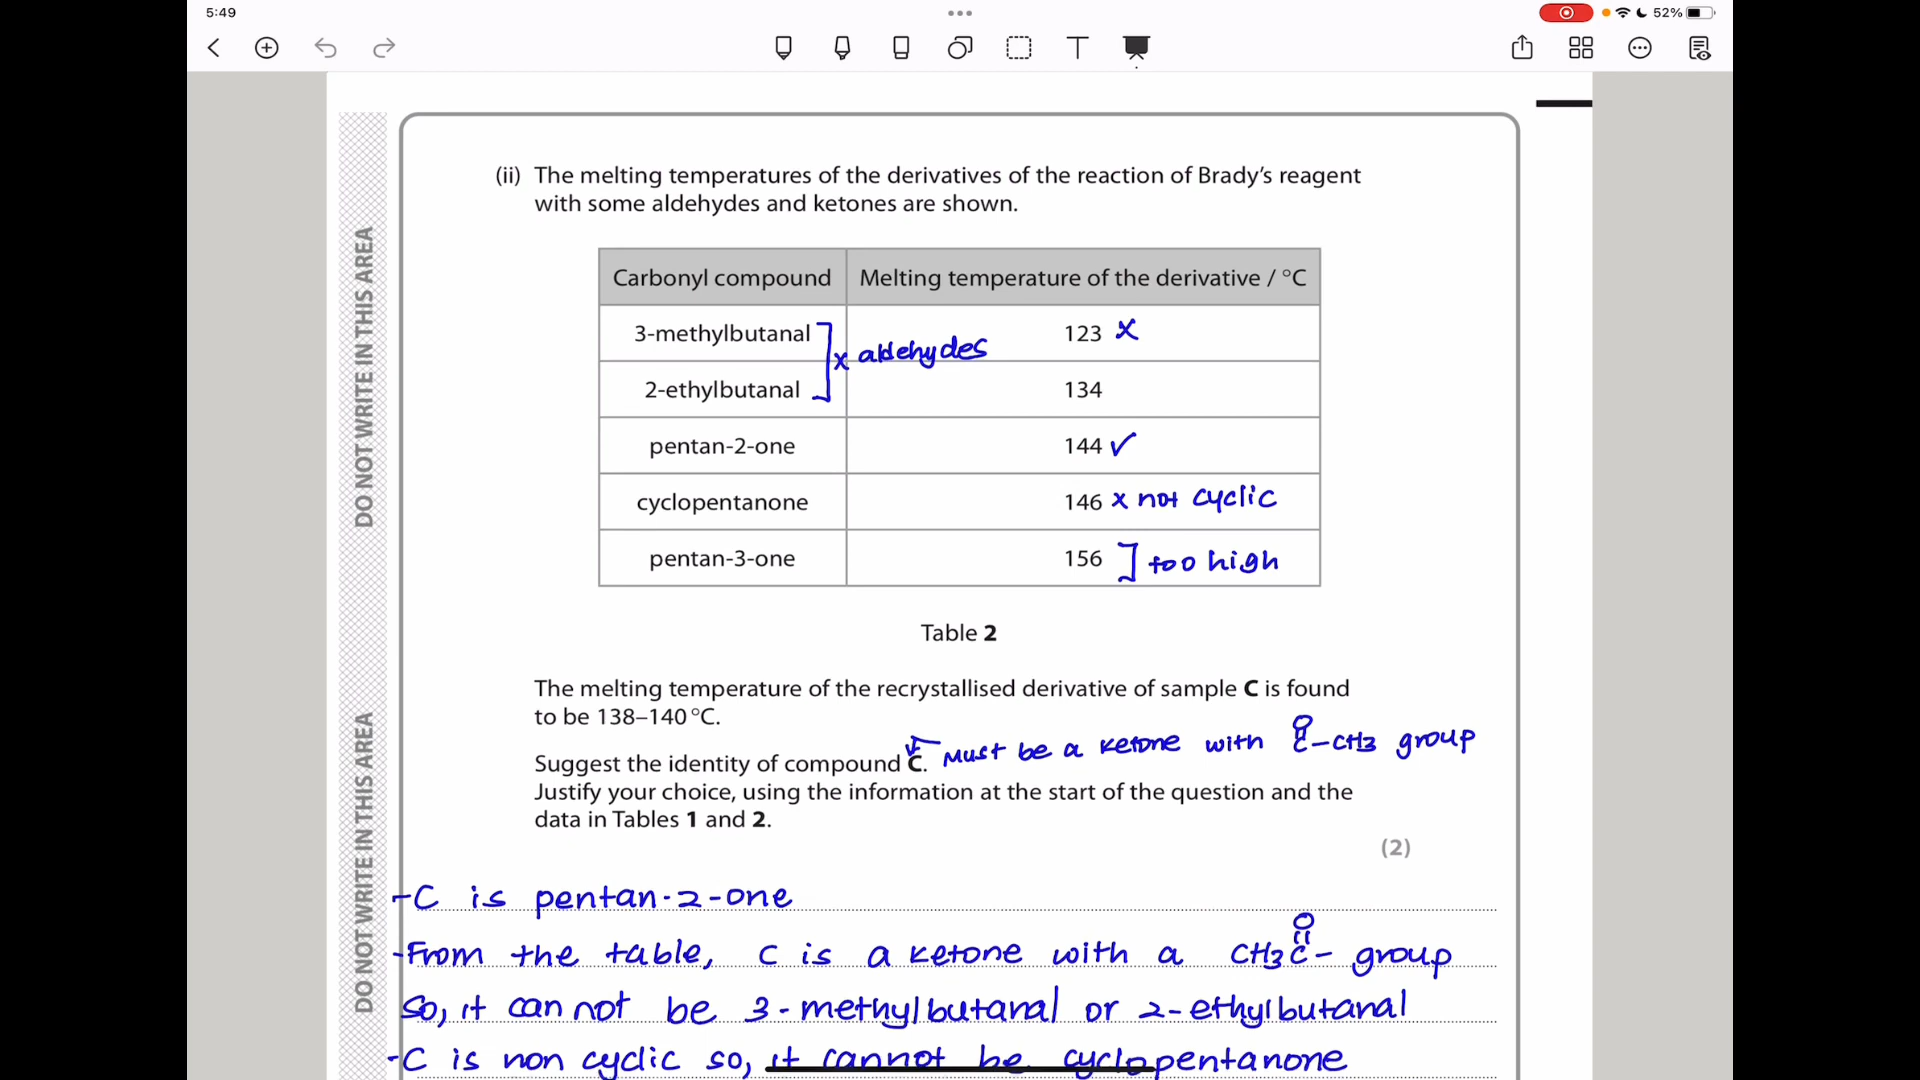 5:49
52%
(ii) The melting temperatures of the derivatives of the reaction of Brady's reagent
with some aldehydes and ketones are shown.
Carbonyl compound Melting temperature of the derivative / °C
3-methylbutanal 123 x
x aldehydes
2-ethylbutanal 134
pentan-2-one 144 ✓
cyclopentanone 146 x not cyclic
pentan-3-one 156 ] too high
Table 2
The melting temperature of the recrystallised derivative of sample C is found
to be 138–140 °C.
Must be a ketone with O=C-CH3 group
Suggest the identity of compound C.
Justify your choice, using the information at the start of the question and the
data in Tables 1 and 2.
(2)
-C is pentan-2-one
-From the table, C is a ketone with a CH3C=O- group
So, it cannot be 3-methylbutanal or 2-ethylbutanal
-C is non cyclic so, it cannot be cyclopentanone
DO NOT WRITE IN THIS AREA
DO NOT WRITE IN THIS AREA